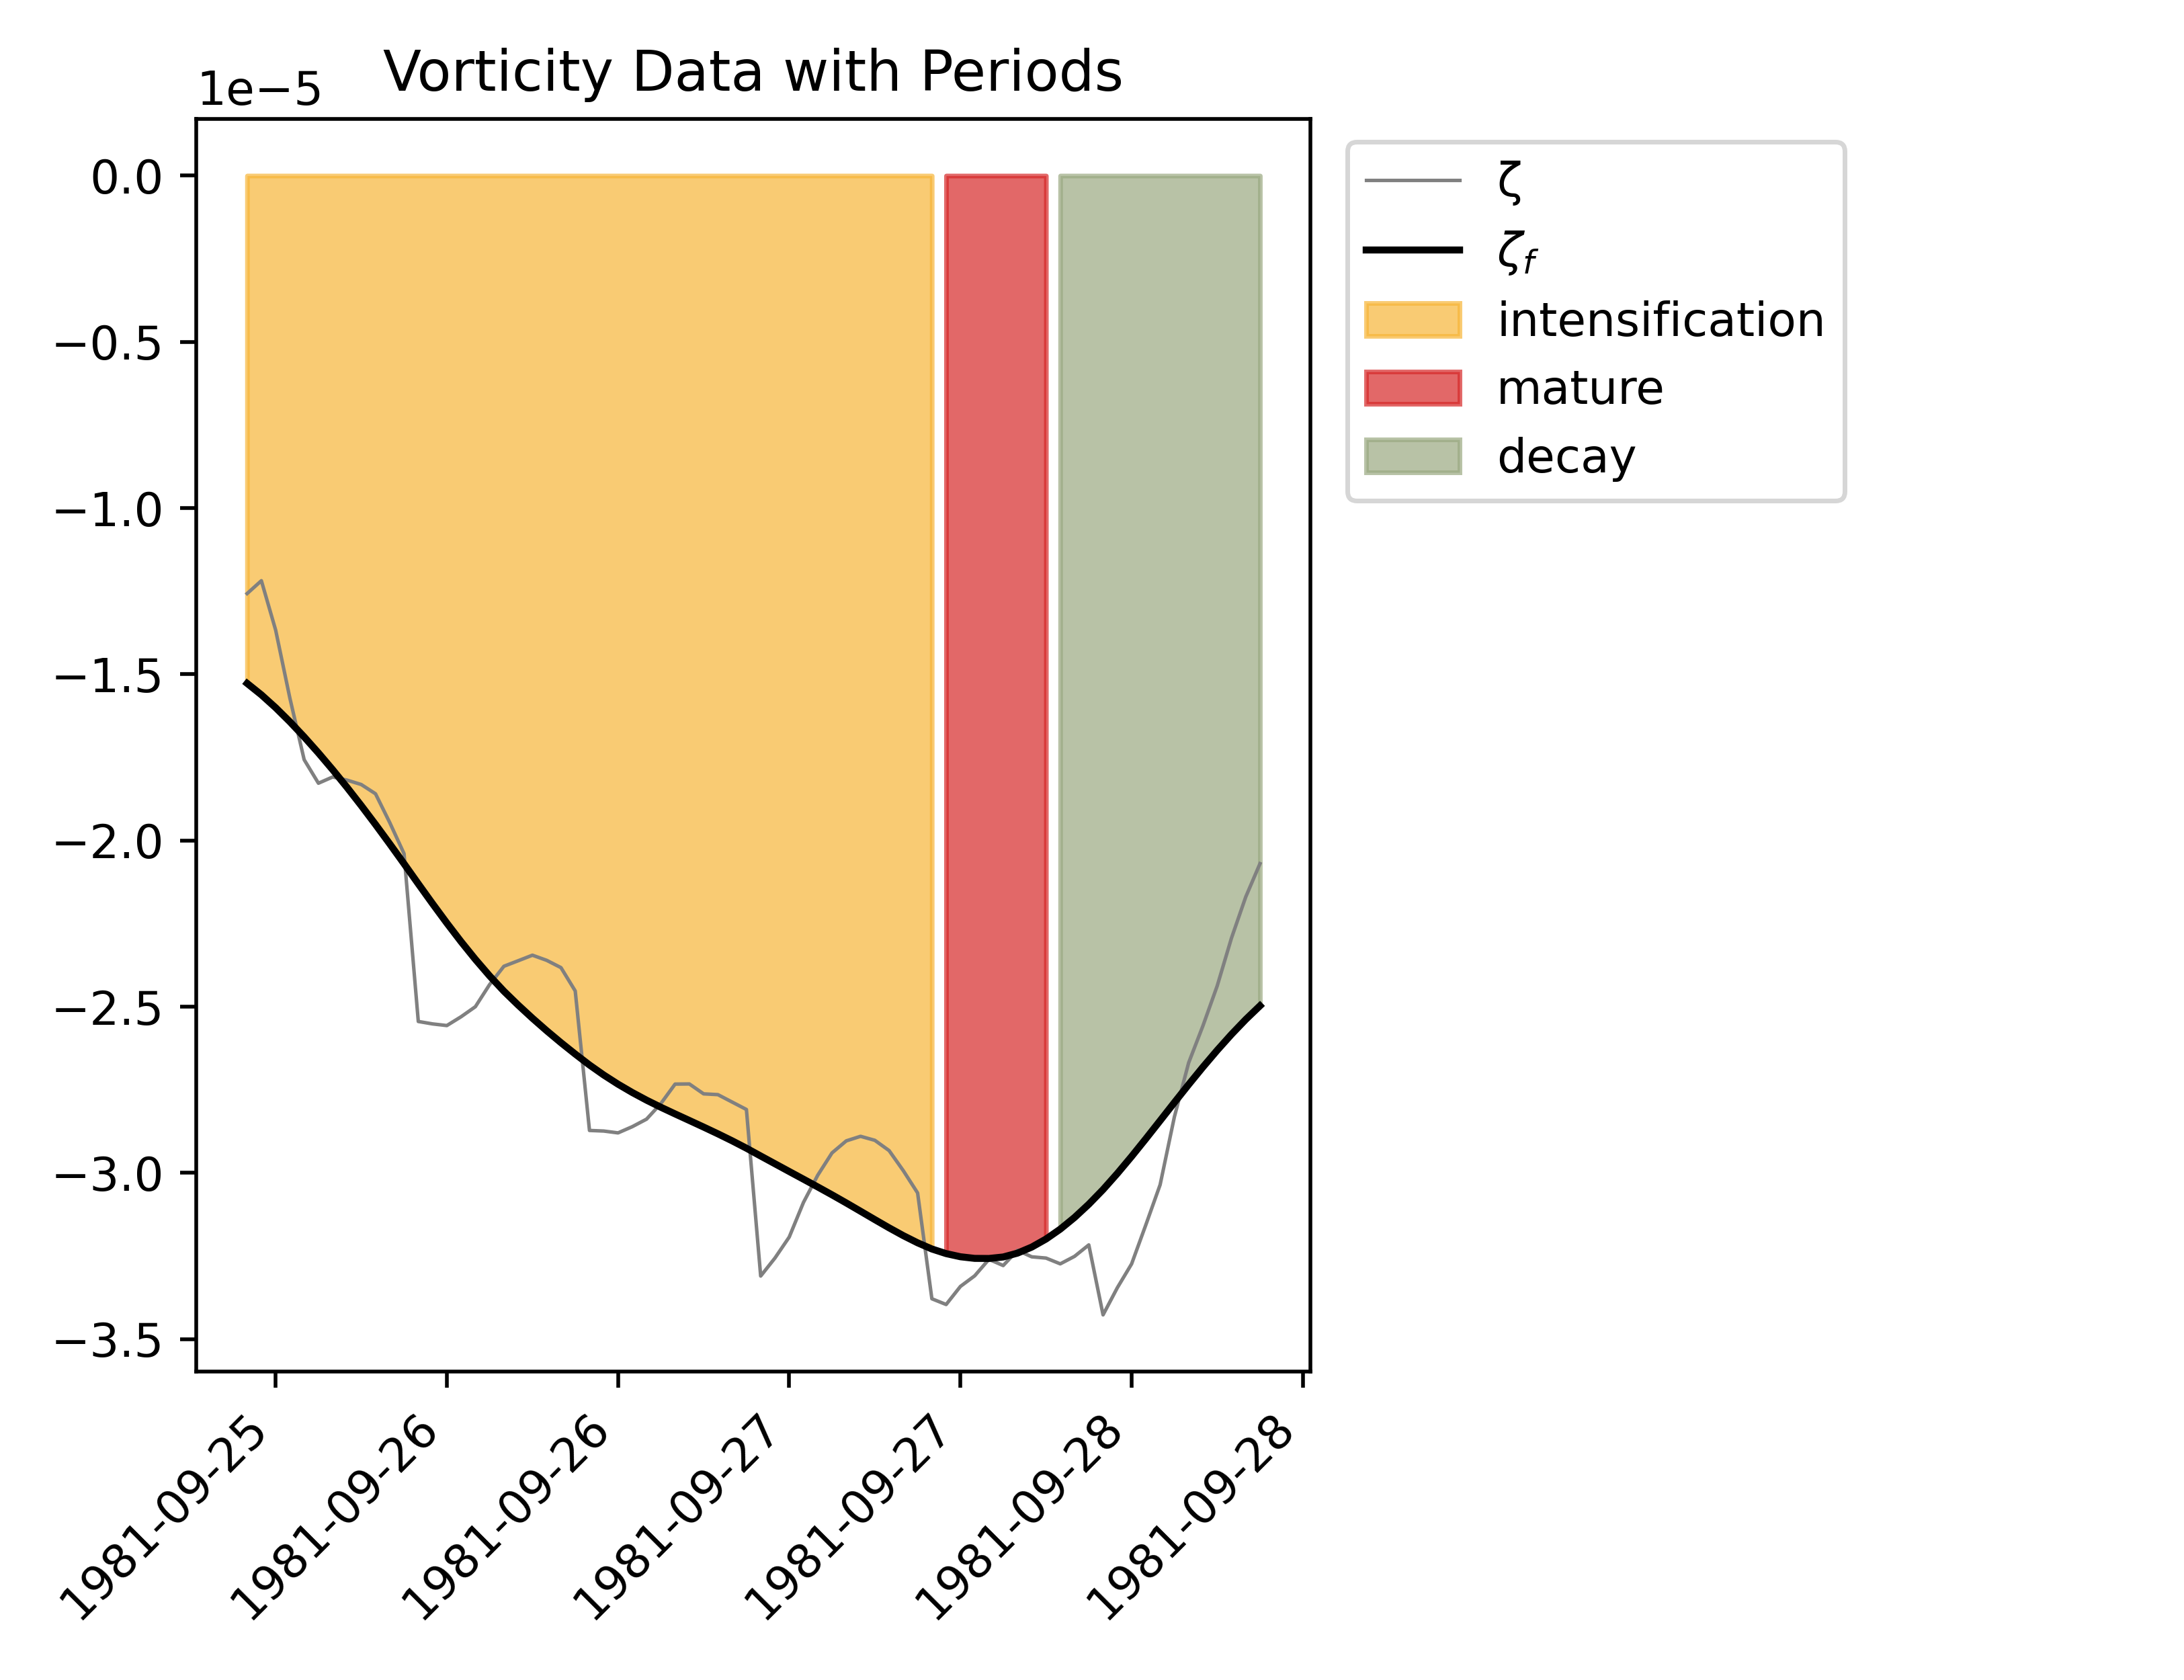 Vorticity Data with Periods
1e−5
0.0
−0.5
−1.0
−1.5
−2.0
−2.5
−3.0
−3.5
1981-09-25
1981-09-26
1981-09-26
1981-09-27
1981-09-27
1981-09-28
1981-09-28
ζ
ζf
intensification
mature
decay